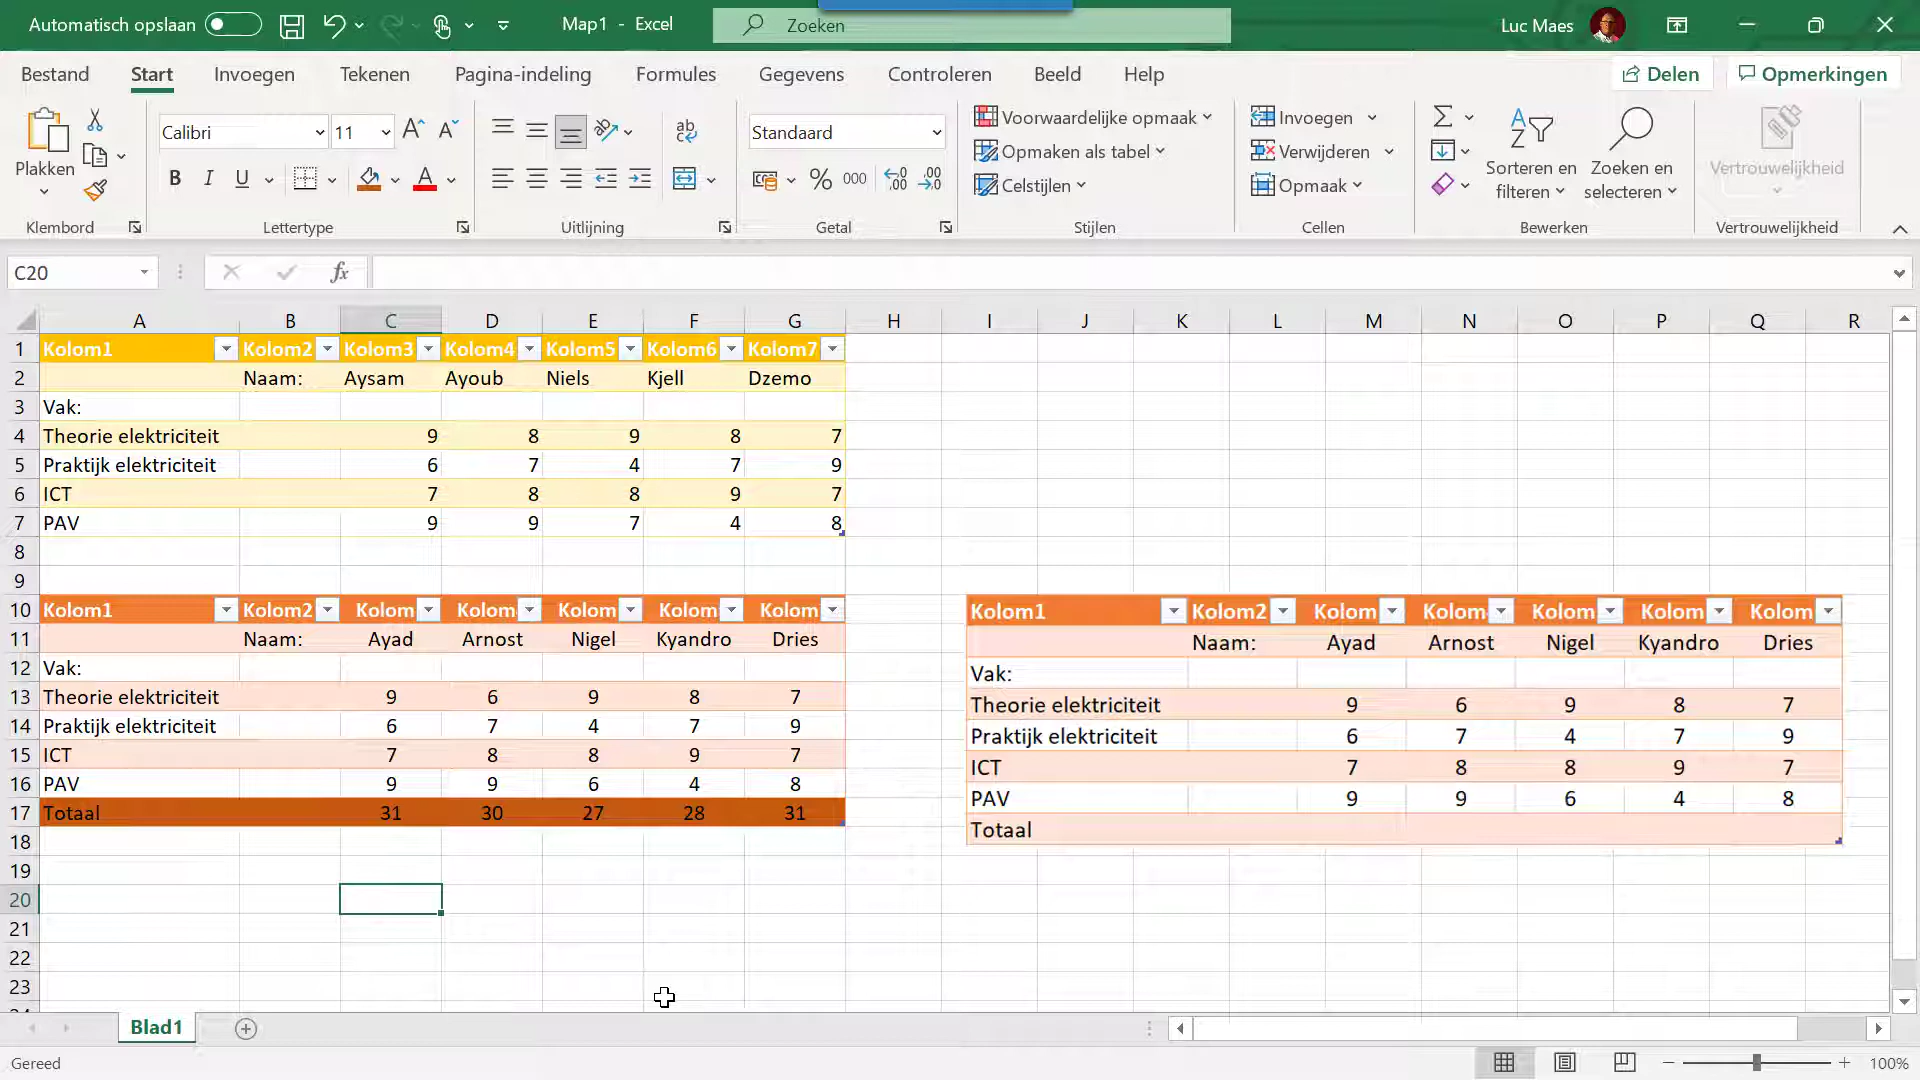 Automatisch opslaan Map1 - Excel Zoeken Luc Maes
Bestand Start Invoegen Tekenen Pagina-indeling Formules Gegevens Controleren Beeld Help Delen Opmerkingen
Plakken
Calibri 11
B I U
ab
Standaard
% 000
Voorwaardelijke opmaak
Opmaken als tabel
Celstijlen
Invoegen
Verwijderen
Opmaak
Sorteren en filteren
Zoeken en selecteren
Vertrouwelijkheid
Klembord Lettertype Uitlijning Getal Stijlen Cellen Bewerken Vertrouwelijkheid
C20 fx
A B C D E F G H I J K L M N O P Q R
1 Kolom1 Kolom2 Kolom3 Kolom4 Kolom5 Kolom6 Kolom7
2 Naam: Aysam Ayoub Niels Kjell Dzemo
3 Vak:
4 Theorie elektriciteit 9 8 9 8 7
5 Praktijk elektriciteit 6 7 4 7 9
6 ICT 7 8 8 9 7
7 PAV 9 9 7 4 8
8
9
10 Kolom1 Kolom2 Kolom Kolom Kolom Kolom Kolom
11 Naam: Ayad Arnost Nigel Kyandro Dries
12 Vak:
13 Theorie elektriciteit 9 6 9 8 7
14 Praktijk elektriciteit 6 7 4 7 9
15 ICT 7 8 8 9 7
16 PAV 9 9 6 4 8
17 Totaal 31 30 27 28 31
18
19
20
21
22
23
Kolom1 Kolom2 Kolom Kolom Kolom Kolom Kolom
Naam: Ayad Arnost Nigel Kyandro Dries
Vak:
Theorie elektriciteit 9 6 9 8 7
Praktijk elektriciteit 6 7 4 7 9
ICT 7 8 8 9 7
PAV 9 9 6 4 8
Totaal
Blad1
Gereed 100%